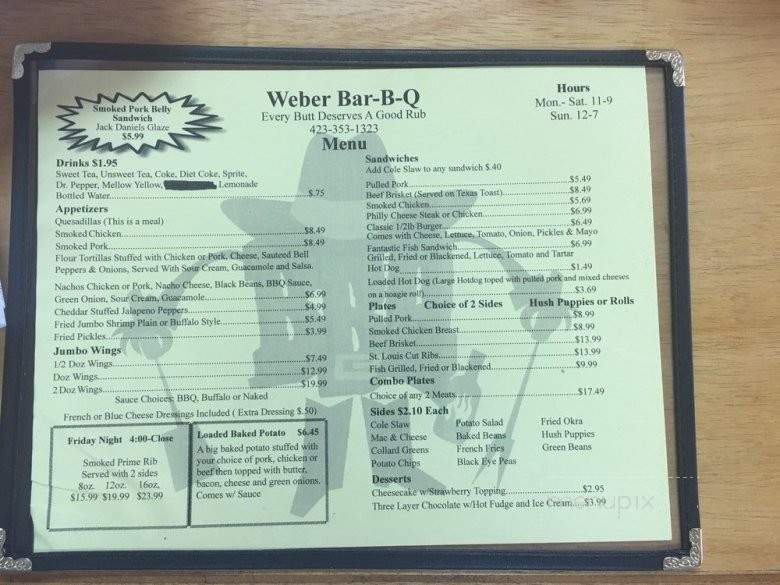 Smoked Pork Belly
Sandwich
Jack Daniels Glaze
$5.99
Weber Bar-B-Q
Every Butt Deserves A Good Rub
423-353-1323
Menu
Hours
Mon.- Sat. 11-9
Sun. 12-7
Drinks $1.95
Sweet Tea, Unsweet Tea, Coke, Diet Coke, Sprite,
Dr. Pepper, Mellow Yellow, Lemonade
Bottled Water $.75
Appetizers
Quesadillas (This is a meal)
Smoked Chicken $8.49
Smoked Pork $8.49
Flour Tortillas Stuffed with Chicken or Pork, Cheese, Sauteed Bell
Peppers & Onions, Served With Sour Cream, Guacamole and Salsa.
Nachos Chicken or Pork, Nacho Cheese, Black Beans, BBQ Sauce,
Green Onion, Sour Cream, Guacamole $6.99
Cheddar Stuffed Jalapeno Peppers $4.99
Fried Jumbo Shrimp Plain or Buffalo Style $5.49
Fried Pickles $3.99
Jumbo Wings
1/2 Doz Wings $7.49
Doz Wings $12.99
2 Doz Wings $19.99
Sauce Choices: BBQ, Buffalo or Naked
French or Blue Cheese Dressings Included ( Extra Dressing $.50)
Friday Night 4:00-Close
Smoked Prime Rib
Served with 2 sides
8oz. 12oz. 16oz,
$15.99 $19.99 $23.99
Loaded Baked Potato $6.45
A big baked potato stuffed with
your choice of pork, chicken or
beef then topped with butter,
bacon, cheese and green onions.
Comes w/ Sauce
Sandwiches
Add Cole Slaw to any sandwich $.40
Pulled Pork $5.49
Beef Brisket (Served on Texas Toast) $8.49
Smoked Chicken $5.69
Philly Cheese Steak or Chicken $6.99
Classic 1/2lb Burger $6.49
Comes with Cheese, Lettuce, Tomato, Onion, Pickles & Mayo
Fantastic Fish Sandwich $6.99
Grilled, Fried or Blackened, Lettuce, Tomato and Tartar
Hot Dog $1.49
Loaded Hot Dog (Large Hotdog toped with pulled pork and mixed cheeses
on a hoagie roll) $3.69
Plates Choice of 2 Sides Hush Puppies or Rolls
Pulled Pork $8.99
Smoked Chicken Breast $8.99
Beef Brisket $13.99
St. Louis Cut Ribs $13.99
Fish Grilled, Fried or Blackened $9.99
Combo Plates
Choice of any 2 Meats $17.49
Sides $2.10 Each
Cole Slaw Potato Salad Fried Okra
Mac & Cheese Baked Beans Hush Puppies
Collard Greens French Fries Green Beans
Potato Chips Black Eye Peas
Desserts
Cheesecake w/Strawberry Topping $2.95
Three Layer Chocolate w/Hot Fudge and Ice Cream $3.99